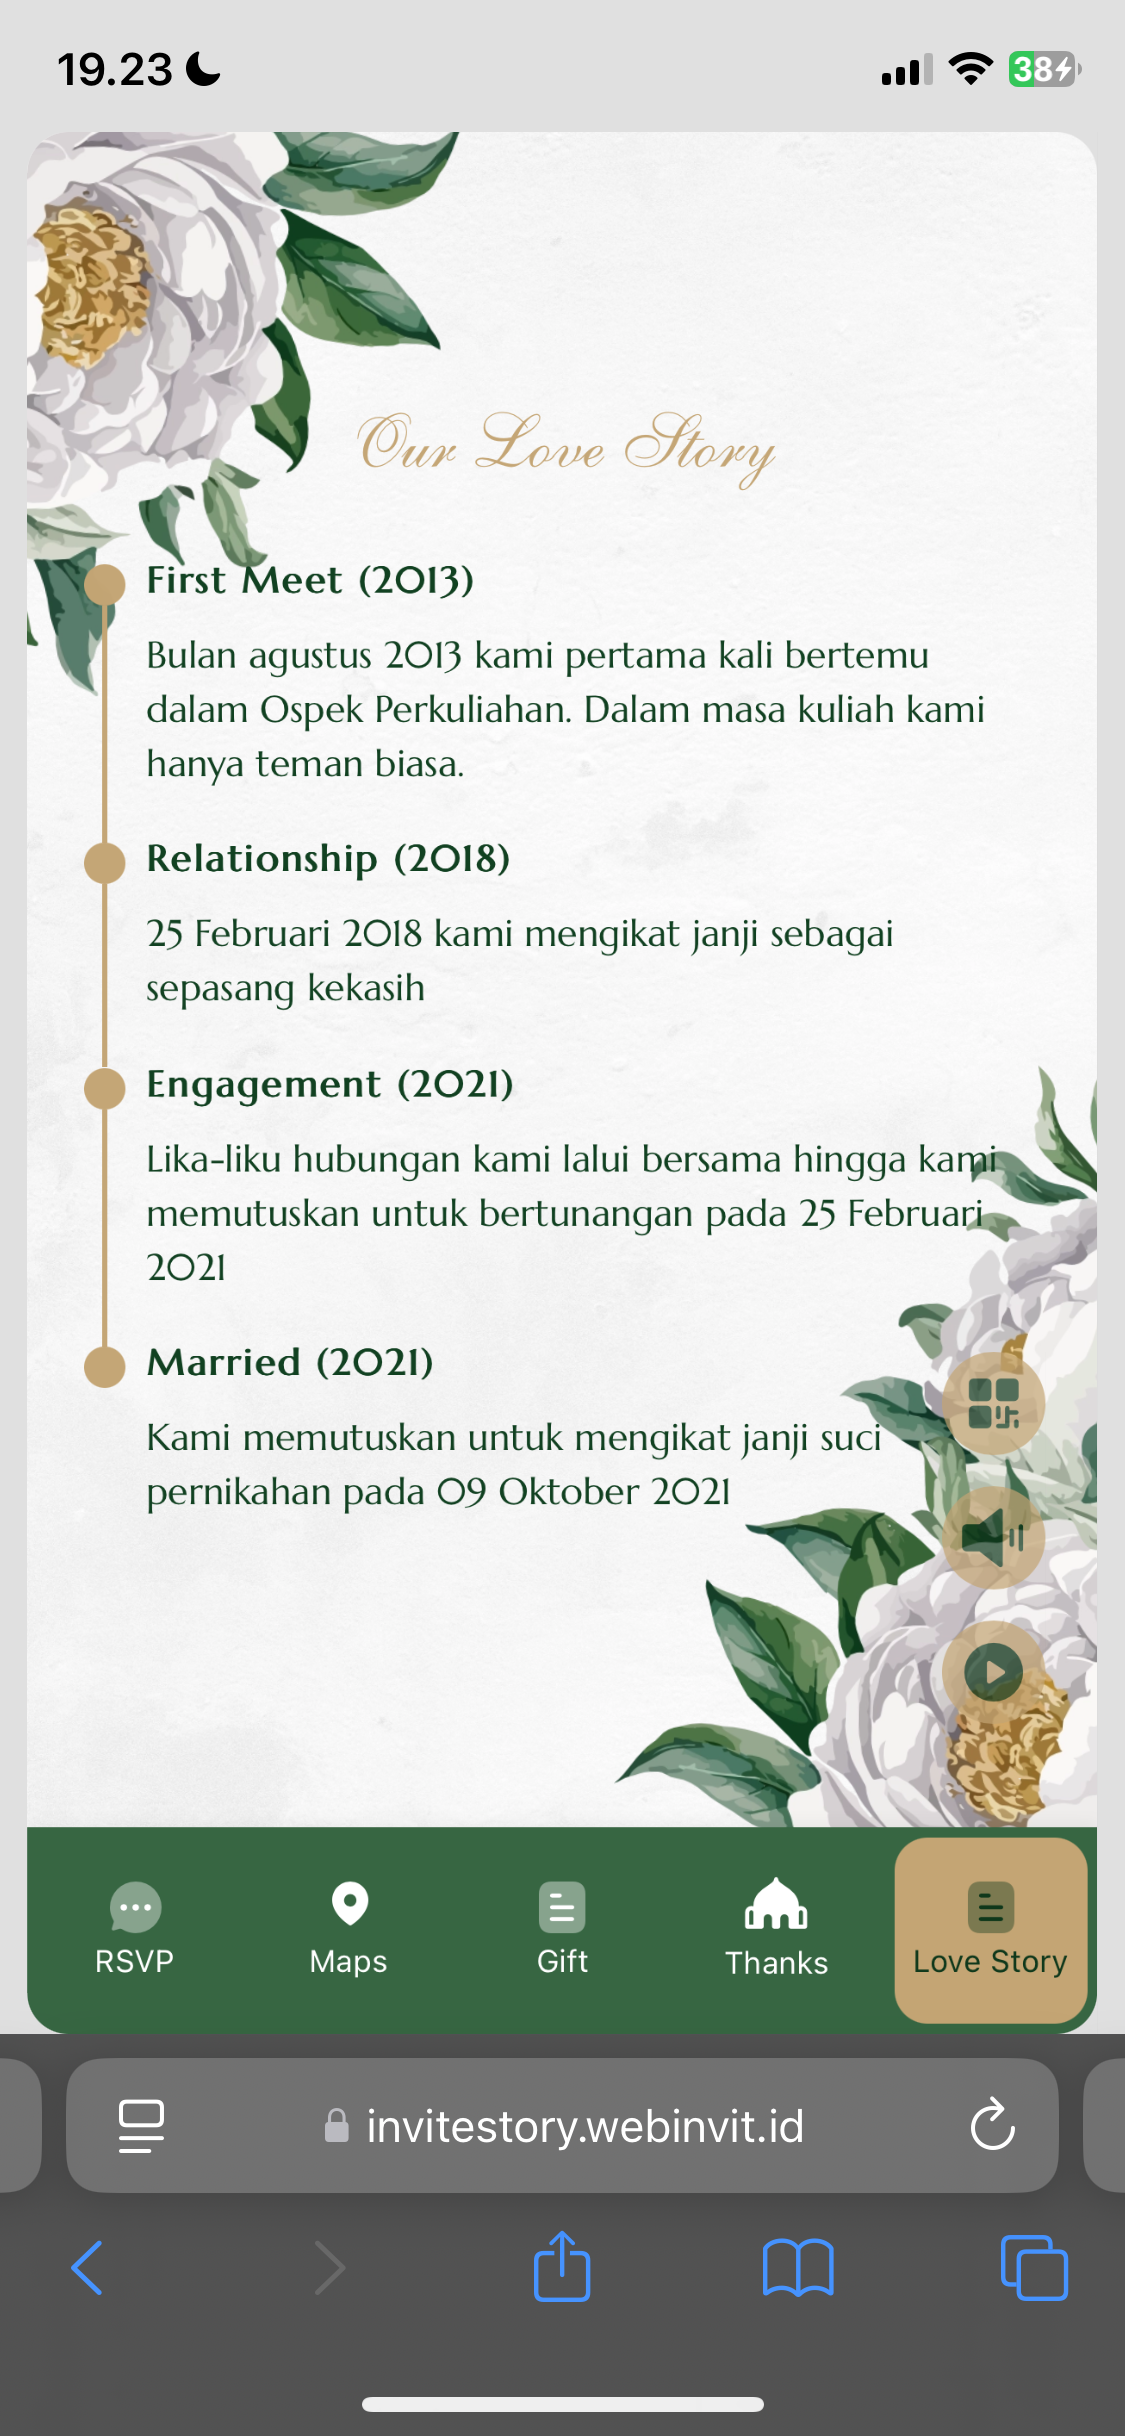 19.23
38
Our Love Story
First Meet (2013)
Bulan agustus 2013 kami pertama kali bertemu
dalam Ospek Perkuliahan. Dalam masa kuliah kami
hanya teman biasa.
Relationship (2018)
25 Februari 2018 kami mengikat janji sebagai
sepasang kekasih
Engagement (2021)
Lika-liku hubungan kami lalui bersama hingga kami
memutuskan untuk bertunangan pada 25 Februari
2021
Married (2021)
Kami memutuskan untuk mengikat janji suci
pernikahan pada 09 Oktober 2021
RSVP
Maps
Gift
Thanks
Love Story
invitestory.webinvit.id